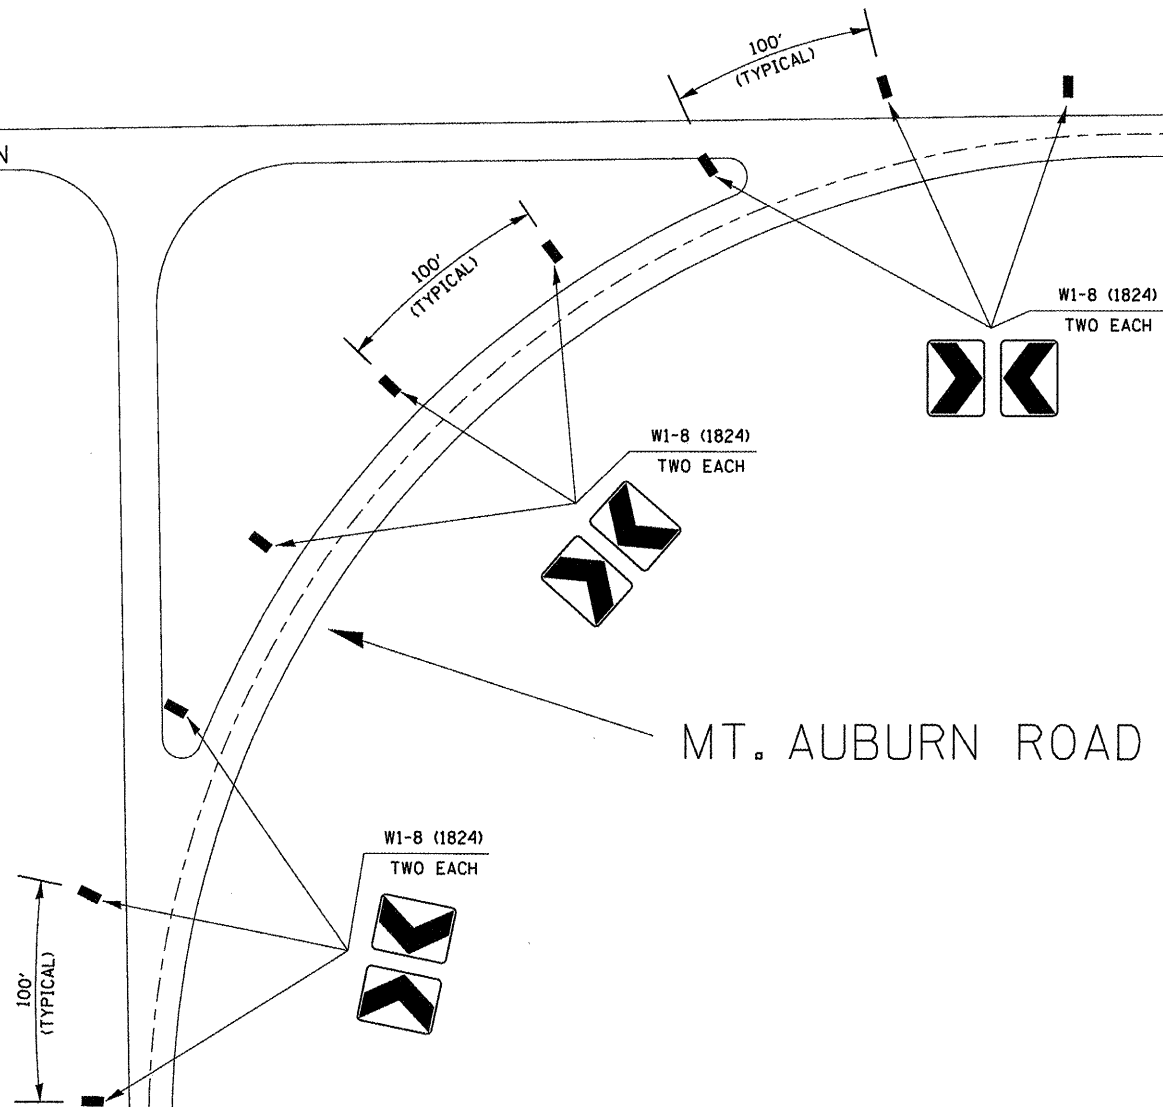 100'
(TYPICAL)
N
100'
(TYPICAL)
W1-8 (1824)
TWO EACH
W1-8 (1824)
TWO EACH
MT. AUBURN ROAD
W1-8 (1824)
TWO EACH
100'
(TYPICAL)